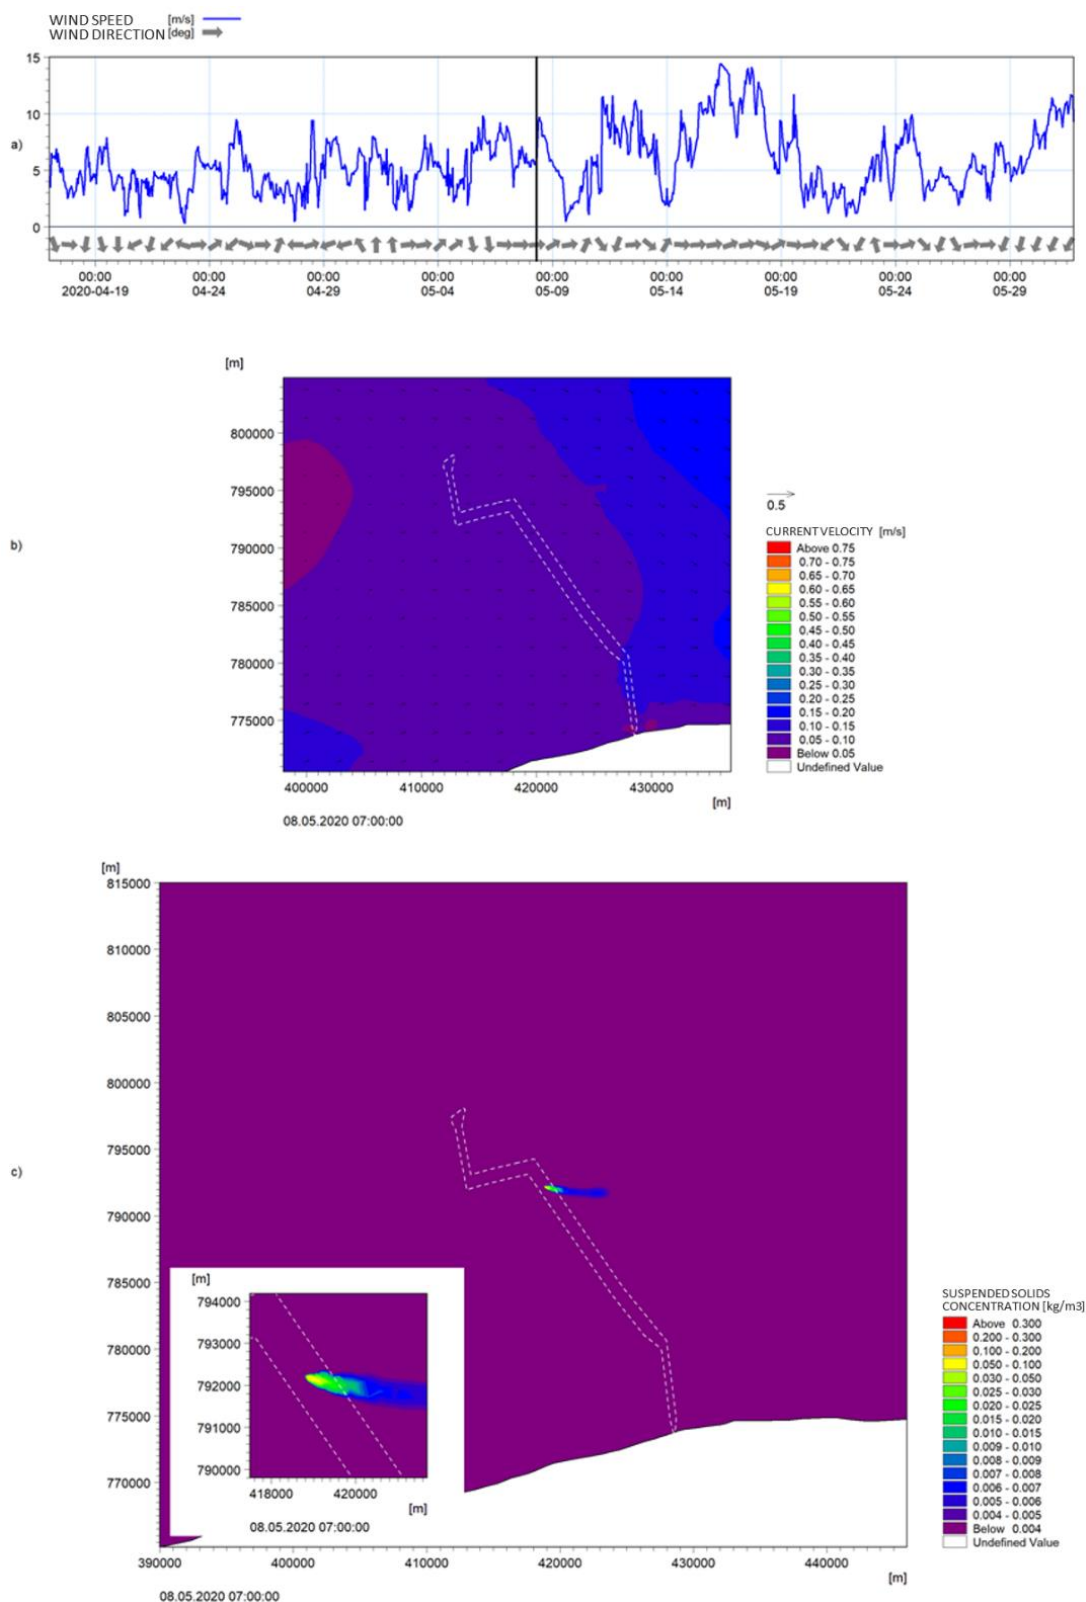 WIND SPEED [m/s]
WIND DIRECTION [deg]
15
10
a)
5
0
00:00 00:00 00:00 00:00 00:00 00:00 00:00 00:00 00:00
2020-04-19 04-24 04-29 05-04 05-09 05-14 05-19 05-24 05-29
[m]
800000
795000
790000
785000
780000
775000
b)
400000 410000 420000 430000
[m]
08.05.2020 07:00:00
0.5
CURRENT VELOCITY [m/s]
Above 0.75
0.70 - 0.75
0.65 - 0.70
0.60 - 0.65
0.55 - 0.60
0.50 - 0.55
0.45 - 0.50
0.40 - 0.45
0.35 - 0.40
0.30 - 0.35
0.25 - 0.30
0.20 - 0.25
0.15 - 0.20
0.10 - 0.15
0.05 - 0.10
Below 0.05
Undefined Value
[m]
815000
810000
805000
800000
795000
790000
785000
780000
775000
770000
c)
[m]
794000
793000
792000
791000
790000
418000 420000
[m]
08.05.2020 07:00:00
390000 400000 410000 420000 430000 440000
[m]
08.05.2020 07:00:00
SUSPENDED SOLIDS
CONCENTRATION [kg/m3]
Above 0.300
0.200 - 0.300
0.100 - 0.200
0.050 - 0.100
0.030 - 0.050
0.025 - 0.030
0.020 - 0.025
0.015 - 0.020
0.010 - 0.015
0.009 - 0.010
0.008 - 0.009
0.007 - 0.008
0.006 - 0.007
0.005 - 0.006
0.004 - 0.005
Below 0.004
Undefined Value